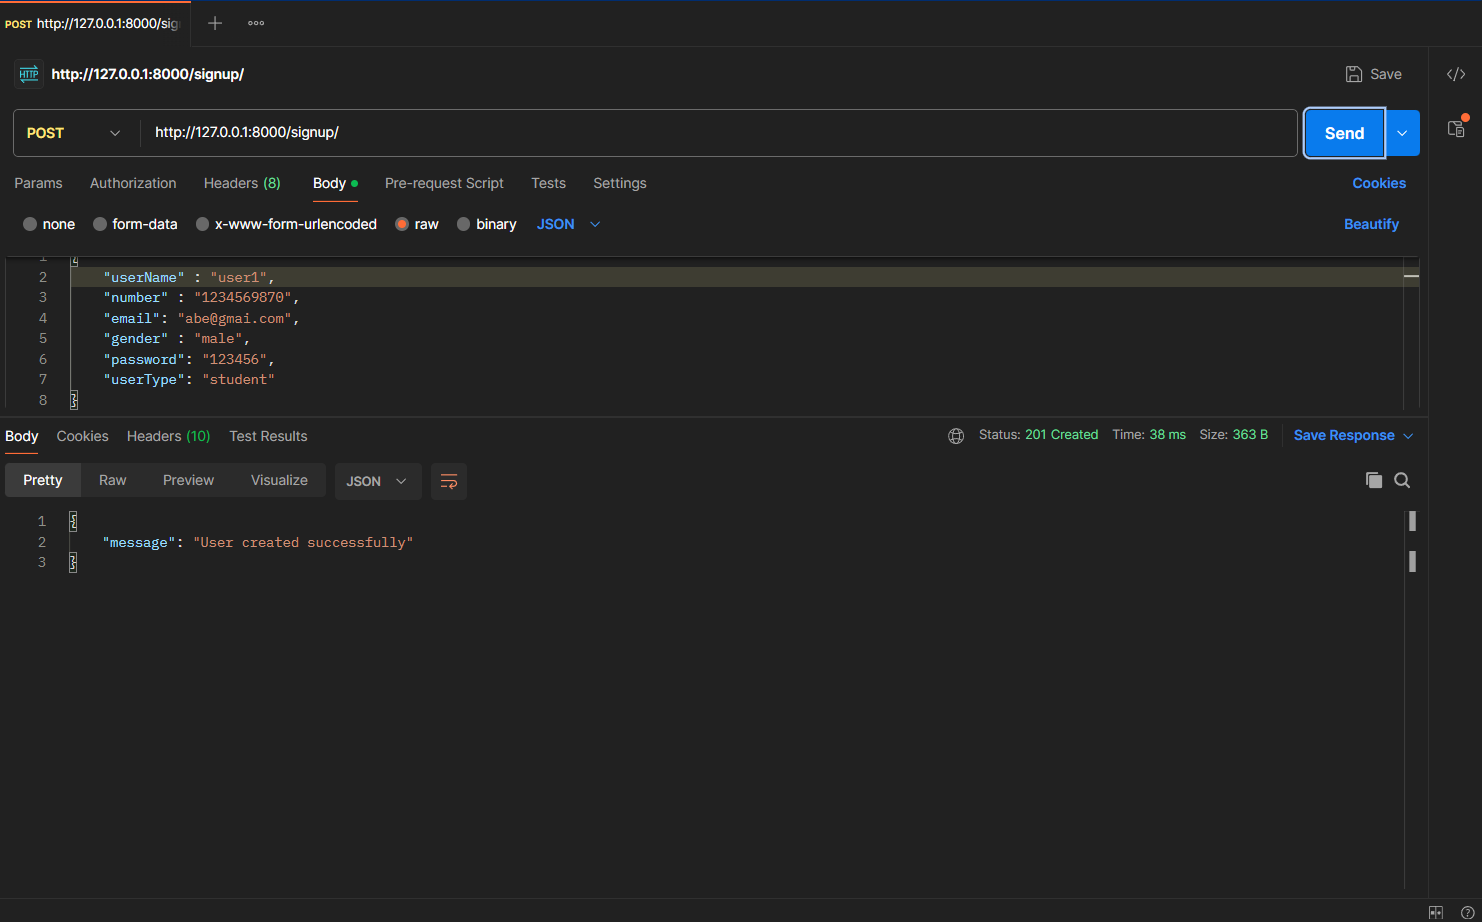 POST http://127.0.0.1:8000/sig
HTTP http://127.0.0.1:8000/signup/
Save
POST http://127.0.0.1:8000/signup/
Send
Params Authorization Headers (8) Body Pre-request Script Tests Settings Cookies
none form-data x-www-form-urlencoded raw binary JSON Beautify
1 {
2 "userName" : "user1",
3 "number" : "1234569870",
4 "email": "abe@gmai.com",
5 "gender" : "male",
6 "password": "123456",
7 "userType": "student"
8 }
Body Cookies Headers (10) Test Results Status: 201 Created Time: 38 ms Size: 363 B Save Response
Pretty Raw Preview Visualize JSON
1 {
2 "message": "User created successfully"
3 }